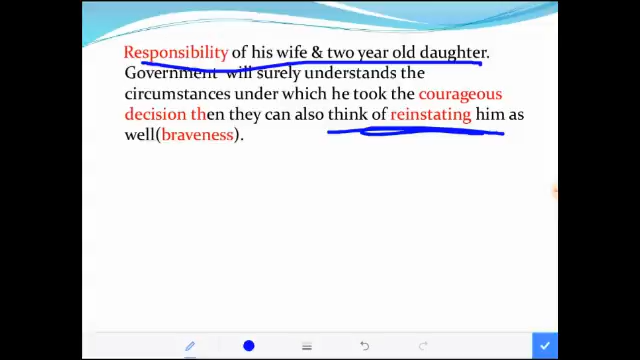 Responsibility of his wife & two year old daughter.
Government will surely understands the
circumstances under which he took the courageous
decision then they can also think of reinstating him as
well(braveness).